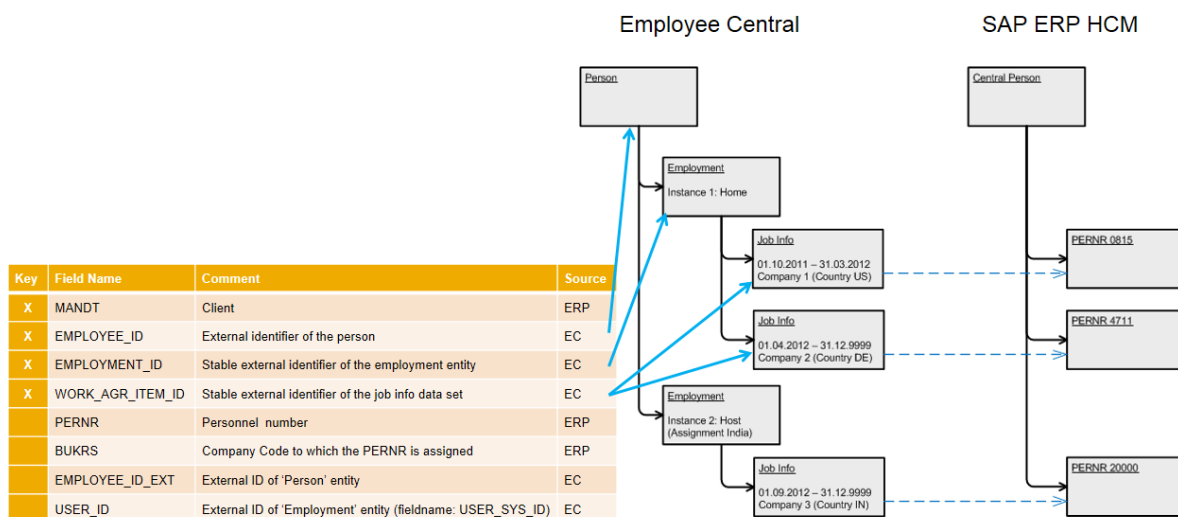 Employee Central
SAP ERP HCM
Person
Central Person
Employment
Instance 1: Home
Job Info
01.10.2011 – 31.03.2012
Company 1 (Country US)
PERNR 0815
Job Info
01.04.2012 – 31.12.9999
Company 2 (Country DE)
PERNR 4711
Employment
Instance 2: Host
(Assignment India)
Job Info
01.09.2012 – 31.12.9999
Company 3 (Country IN)
PERNR 20000
Key Field Name Comment Source
X MANDT Client ERP
X EMPLOYEE_ID External identifier of the person EC
X EMPLOYMENT_ID Stable external identifier of the employment entity EC
X WORK_AGR_ITEM_ID Stable external identifier of the job info data set EC
PERNR Personnel number ERP
BUKRS Company Code to which the PERNR is assigned ERP
EMPLOYEE_ID_EXT External ID of ‘Person’ entity EC
USER_ID External ID of ‘Employment’ entity (fieldname: USER_SYS_ID) EC